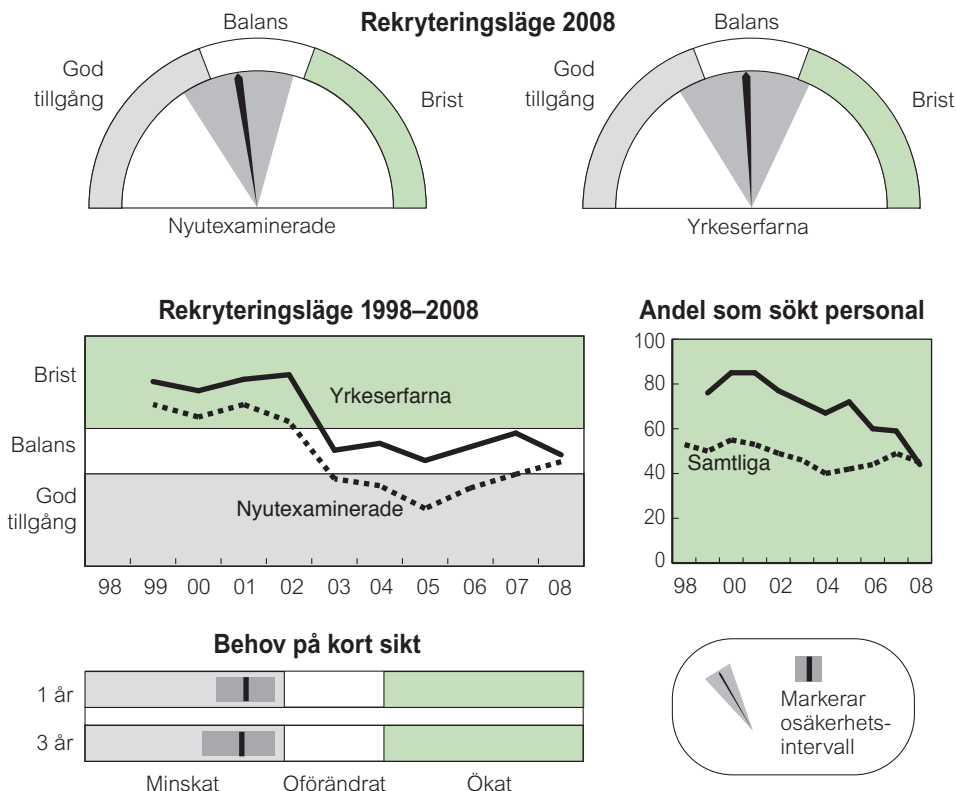 Rekryteringsläge 2008
Balans
God
tillgång
Brist
Nyutexaminerade
Balans
God
tillgång
Brist
Yrkeserfarna
Rekryteringsläge 1998–2008
Brist
Balans
God
tillgång
Yrkeserfarna
Nyutexaminerade
98 99 00 01 02 03 04 05 06 07 08
Andel som sökt personal
100
80
60
40
20
0
Samtliga
98 00 02 04 06 08
Behov på kort sikt
1 år
3 år
Minskat Oförändrat Ökat
Markerar
osäkerhets-
intervall